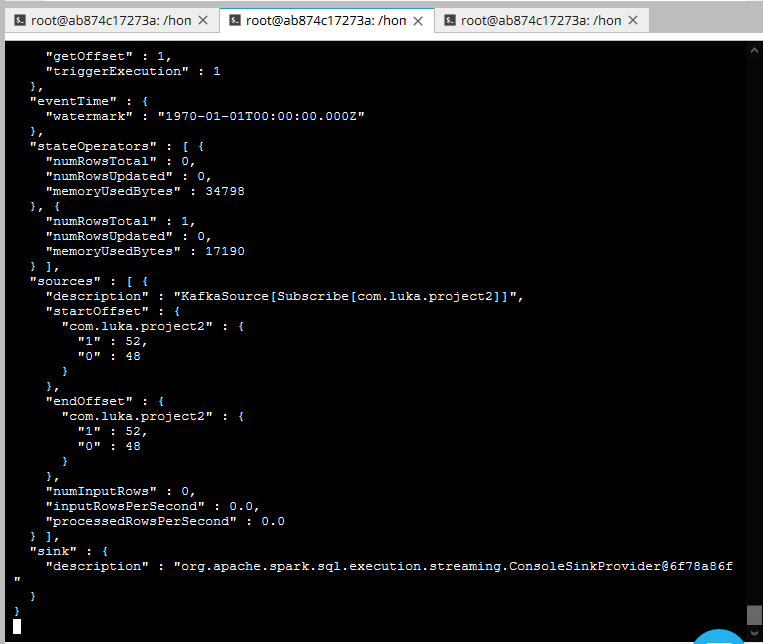 root@ab874c17273a: /hon
root@ab874c17273a: /hon
root@ab874c17273a: /hon
"getOffset" : 1,
"triggerExecution" : 1
},
"eventTime" : {
"watermark" : "1970-01-01T00:00:00.000Z"
},
"stateOperators" : [ {
"numRowsTotal" : 0,
"numRowsUpdated" : 0,
"memoryUsedBytes" : 34798
}, {
"numRowsTotal" : 1,
"numRowsUpdated" : 0,
"memoryUsedBytes" : 17190
} ],
"sources" : [ {
"description" : "KafkaSource[Subscribe[com.luka.project2]]",
"startOffset" : {
"com.luka.project2" : {
"1" : 52,
"0" : 48
}
},
"endOffset" : {
"com.luka.project2" : {
"1" : 52,
"0" : 48
}
},
"numInputRows" : 0,
"inputRowsPerSecond" : 0.0,
"processedRowsPerSecond" : 0.0
} ],
"sink" : {
"description" : "org.apache.spark.sql.execution.streaming.ConsoleSinkProvider@6f78a86f
"
}
}